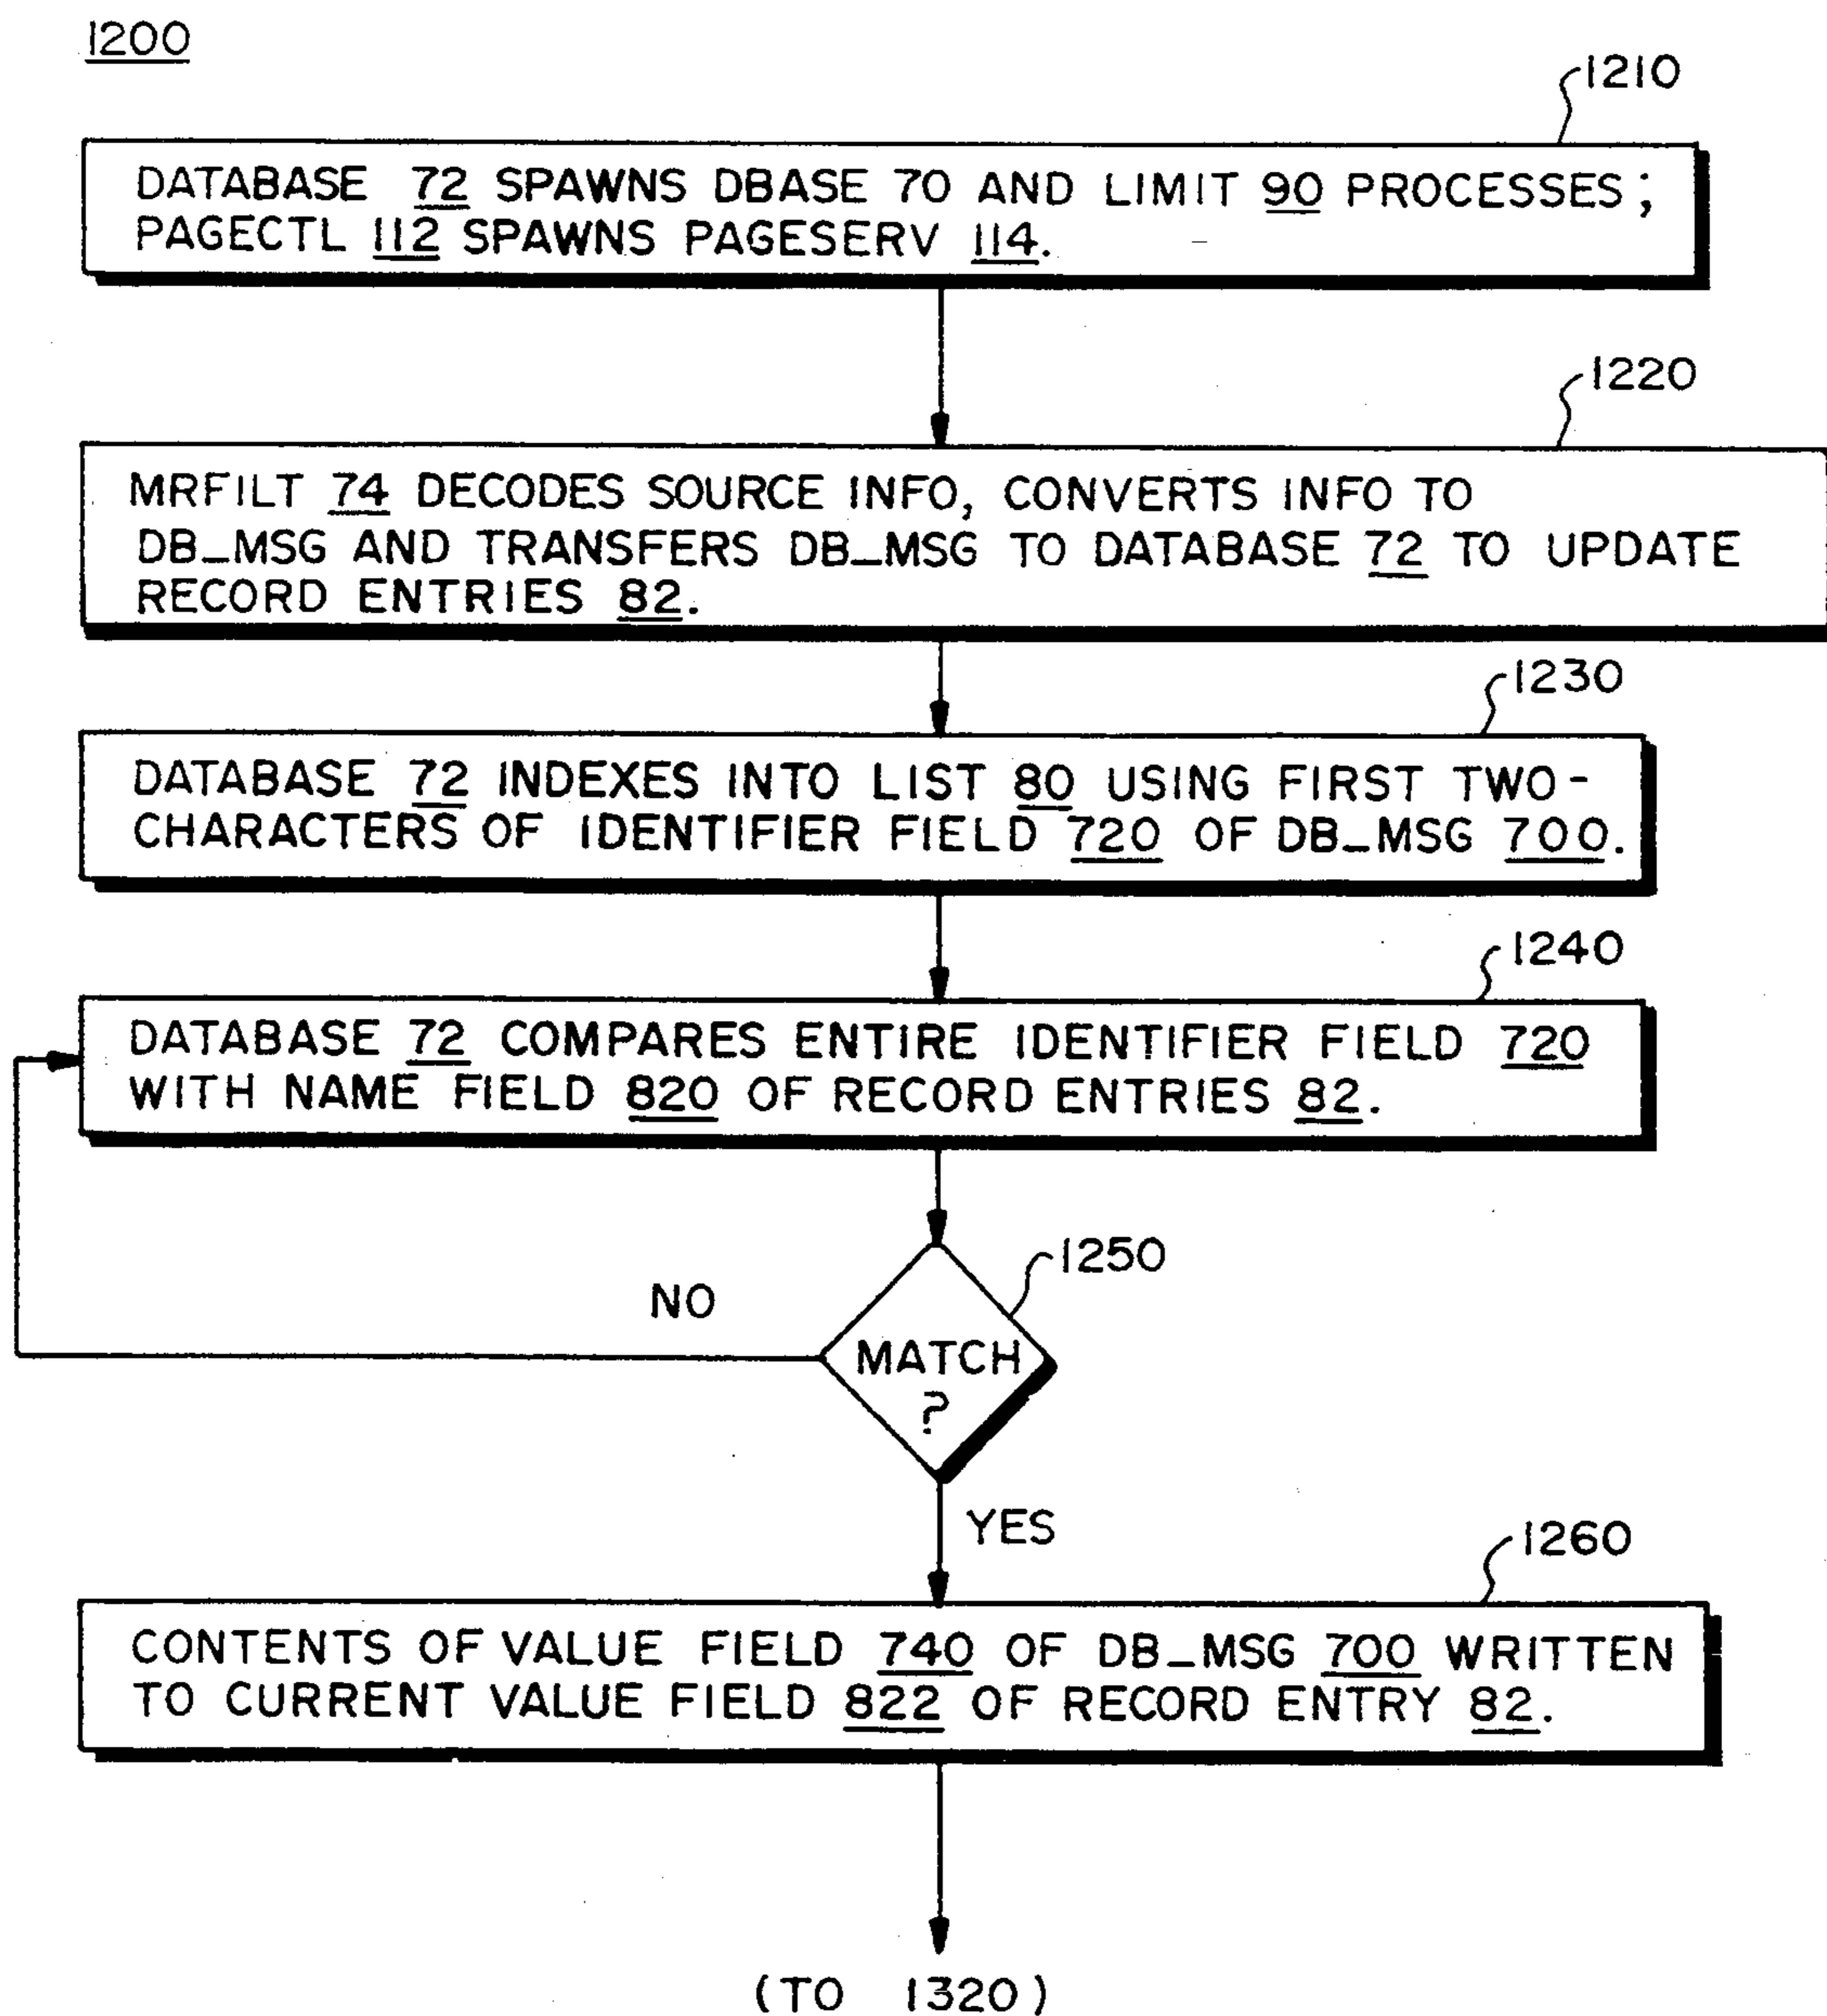 1200
1210
DATABASE 72 SPAWNS DBASE 70 AND LIMIT 90 PROCESSES;
PAGECTL 112 SPAWNS PAGESERV 114.
1220
MRFILT 74 DECODES SOURCE INFO, CONVERTS INFO TO
DB_MSG AND TRANSFERS DB_MSG TO DATABASE 72 TO UPDATE
RECORD ENTRIES 82.
1230
DATABASE 72 INDEXES INTO LIST 80 USING FIRST TWO-
CHARACTERS OF IDENTIFIER FIELD 720 OF DB_MSG 700.
1240
DATABASE 72 COMPARES ENTIRE IDENTIFIER FIELD 720
WITH NAME FIELD 820 OF RECORD ENTRIES 82.
1250
NO
MATCH
?
YES
1260
CONTENTS OF VALUE FIELD 740 OF DB_MSG 700 WRITTEN
TO CURRENT VALUE FIELD 822 OF RECORD ENTRY 82.
(TO 1320)